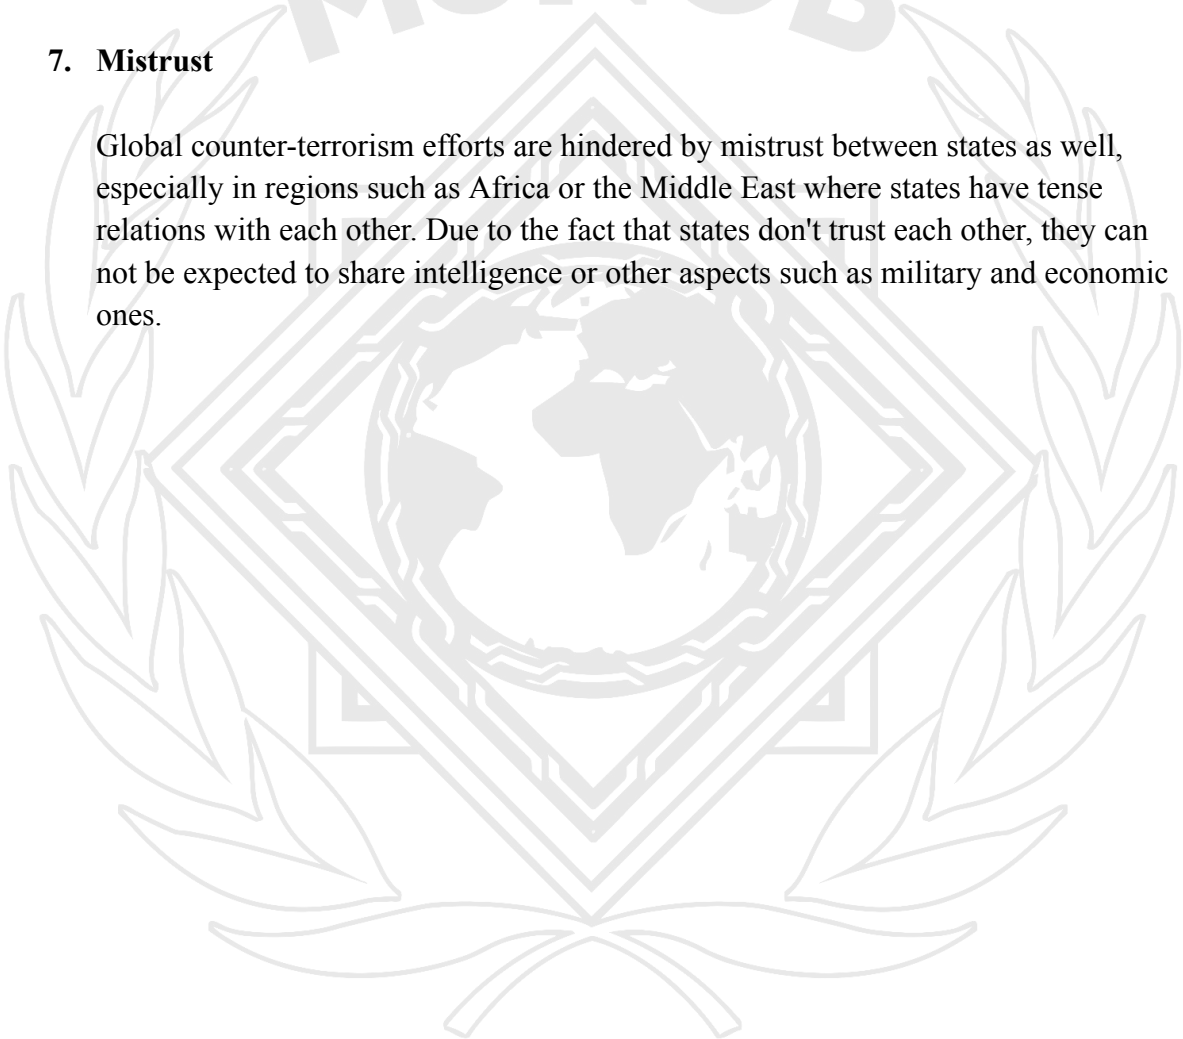 MUNOB
7. Mistrust
Global counter-terrorism efforts are hindered by mistrust between states as well,
especially in regions such as Africa or the Middle East where states have tense
relations with each other. Due to the fact that states don't trust each other, they can
not be expected to share intelligence or other aspects such as military and economic
ones.